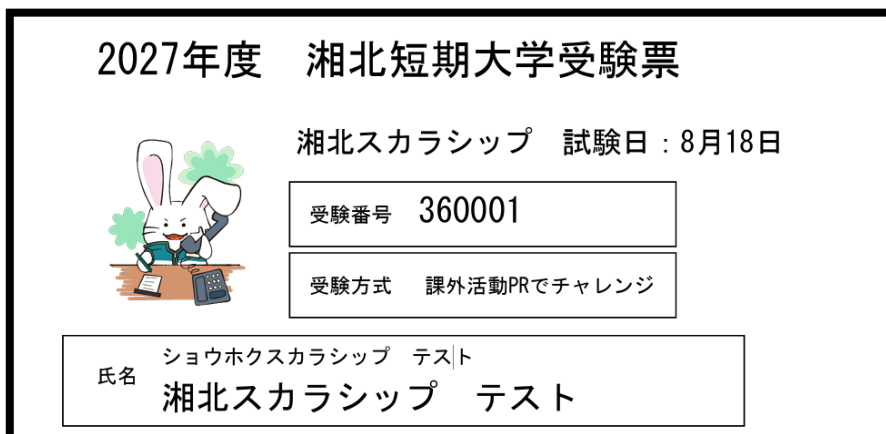 2027年度　湘北短期大学受験票
湘北スカラシップ　試験日：8月18日
受験番号　360001
受験方式　課外活動PRでチャレンジ
ショウホクスカラシップ　テスト
氏名
湘北スカラシップ　テスト